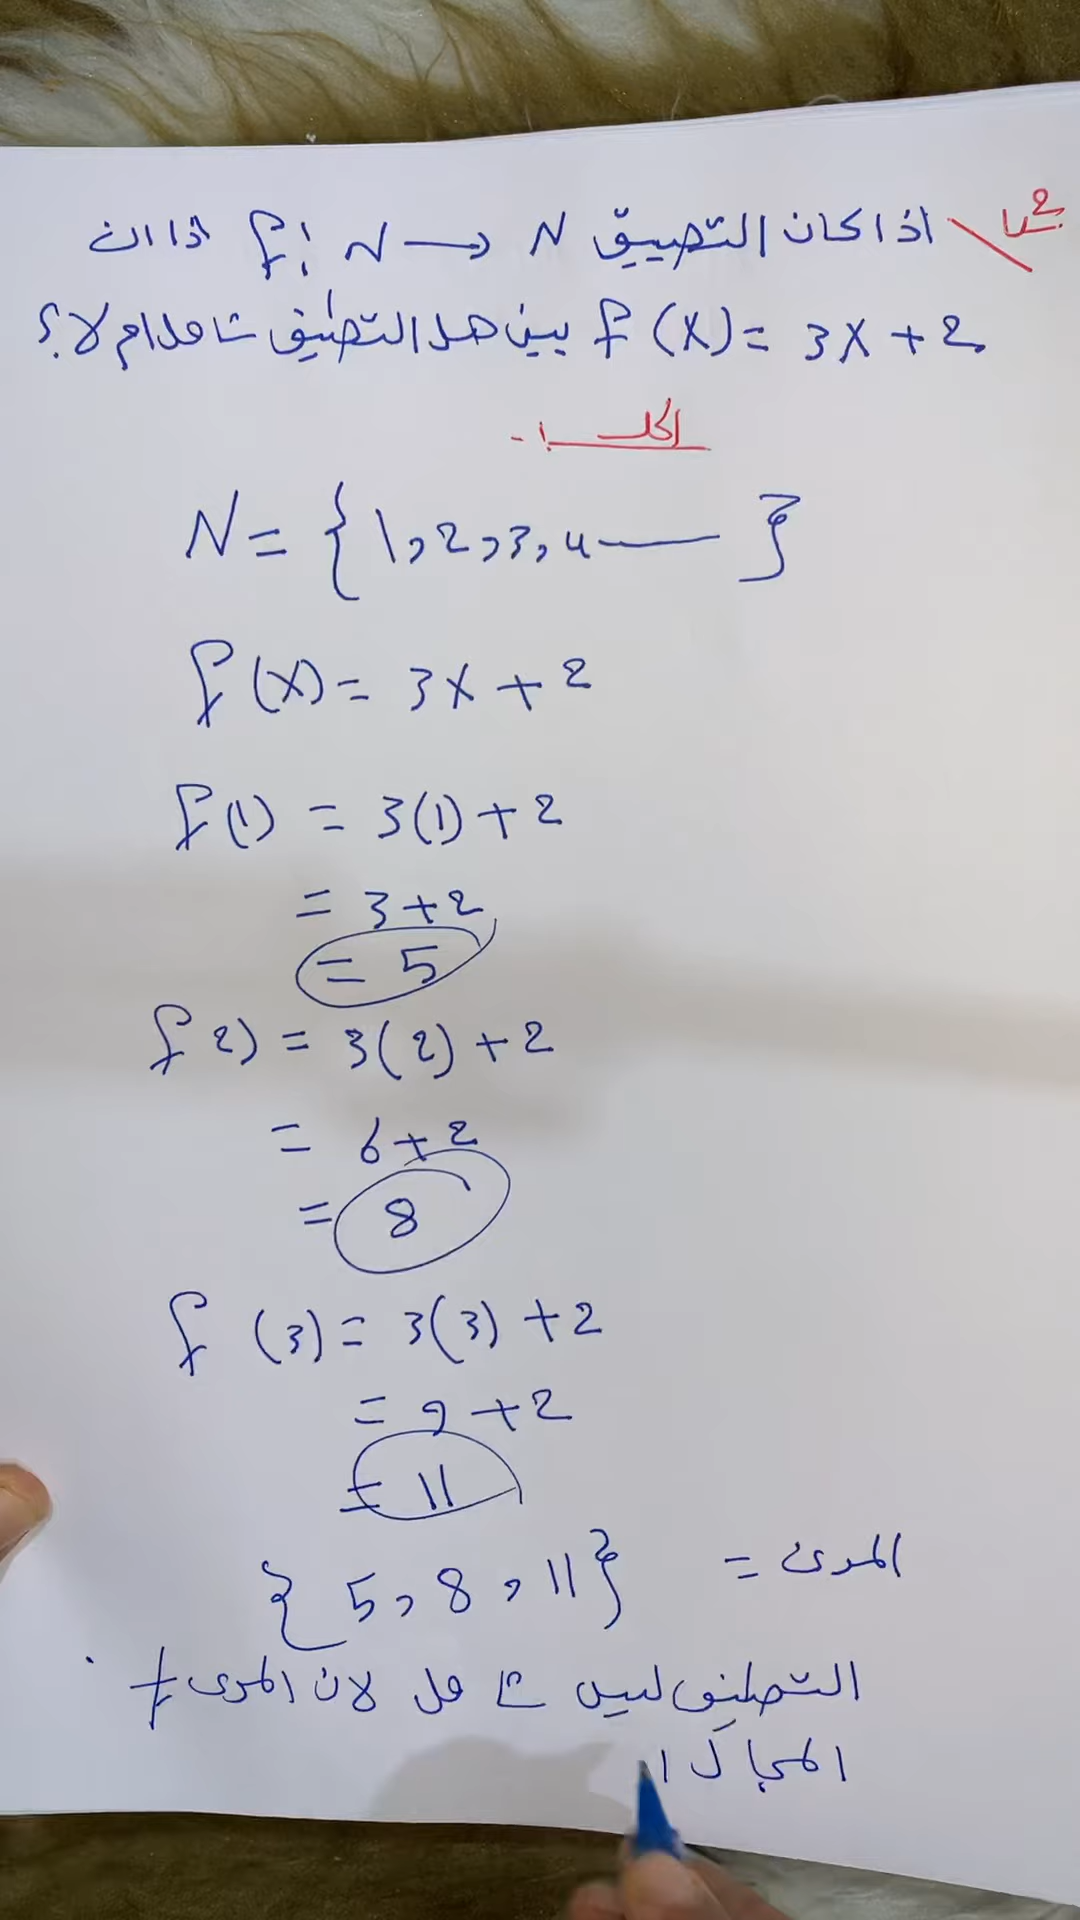 س2 اذا كان التطبيق f: N → N اذا ان
f(x) = 3x + 2 بين هل التطبيق شامل ام لا؟
الحل :-
N = {1, 2, 3, 4 ــــ }
f(x) = 3x + 2
f(1) = 3(1) + 2
= 3 + 2
= 5
f 2) = 3(2) + 2
= 6 + 2
= 8
f (3) = 3(3) + 2
= 9 + 2
= 11
المدى = {5, 8, 11}
التطبيق ليس شامل لان المدى ≠
المجال ا